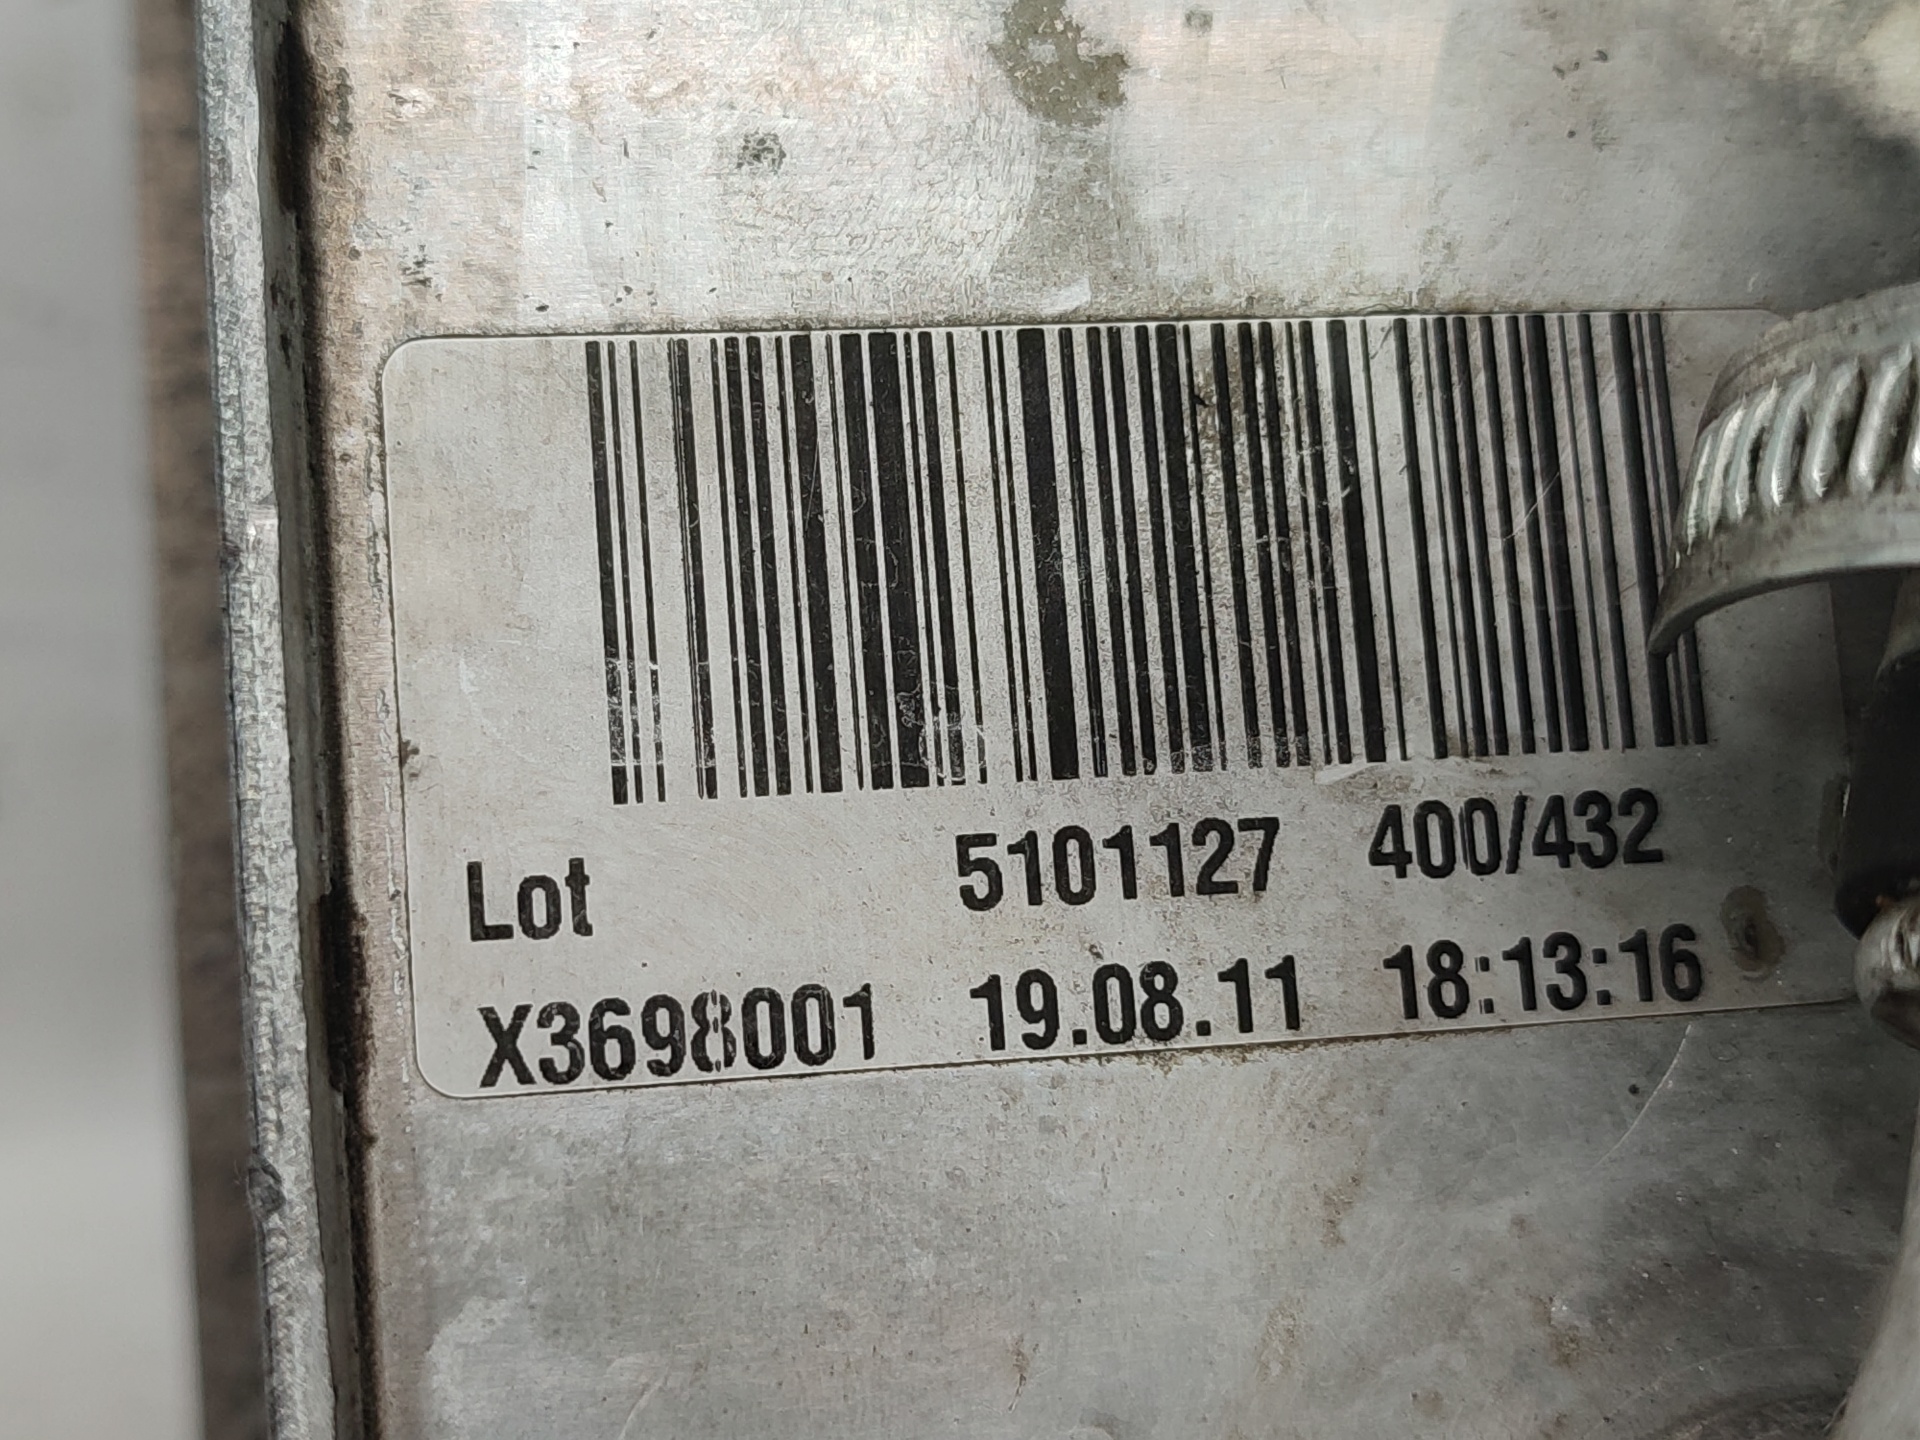 Lot 5101127 400/432
X3698001 19.08.11 18:13:16